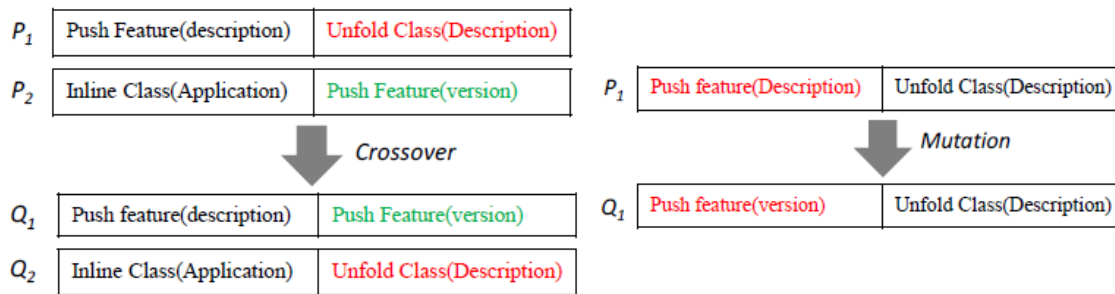 P1 Push Feature(description) Unfold Class(Description)
P2 Inline Class(Application) Push Feature(version)
Crossover
Q1 Push feature(description) Push Feature(version)
Q2 Inline Class(Application) Unfold Class(Description)
P1 Push feature(Description) Unfold Class(Description)
Mutation
Q1 Push feature(version) Unfold Class(Description)